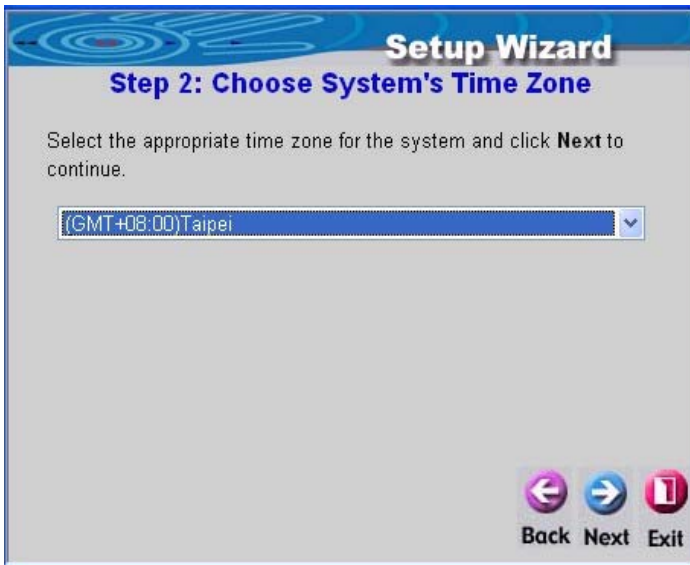 Setup Wizard
Step 2: Choose System's Time Zone
Select the appropriate time zone for the system and click Next to
continue.
(GMT+08:00)Taipei
Back Next Exit